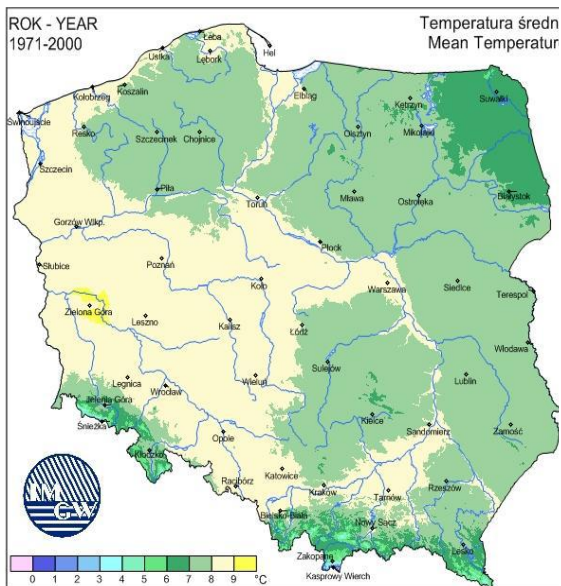 ROK - YEAR
1971-2000
Temperatura średn
Mean Temperatur
Łeba
Hel
Ustka
Lębork
Koszalin
Kołobrzeg
Elbląg
Kętrzyn
Suwałki
Świnoujście
Resko
Szczecinek
Chojnice
Olsztyn
Mikołajki
Szczecin
Piła
Toruń
Mława
Ostrołęka
Białystok
Gorzów Wlkp.
Płock
Słubice
Poznań
Koło
Warszawa
Siedlce
Terespol
Zielona Góra
Leszno
Kalisz
Łódź
Włodawa
Sulejów
Lublin
Legnica
Wrocław
Wieluń
Jelenia Góra
Śnieżka
Kielce
Sandomierz
Zamość
Opole
Kłodzko
Racibórz
Katowice
Kraków
Tarnów
Rzeszów
Bielsko-Biała
Nowy Sącz
Lesko
Zakopane
Kasprowy Wierch
IMGW
0 1 2 3 4 5 6 7 8 9 °C